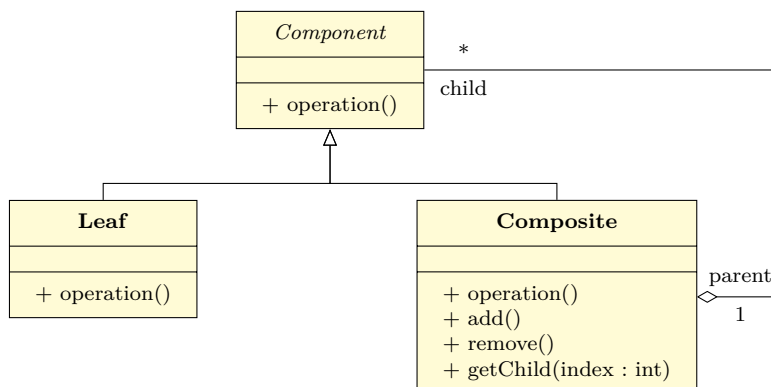 Component
*
child
+ operation()
Leaf
Composite
+ operation()
parent
+ operation()
1
+ add()
+ remove()
+ getChild(index : int)